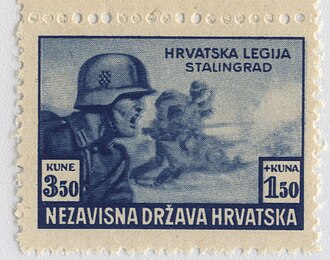 HRVATSKA LEGIJA
STALINGRAD
KUNE
3.50
+KUNA
1.50
NEZAVISNA DRŽAVA HRVATSKA